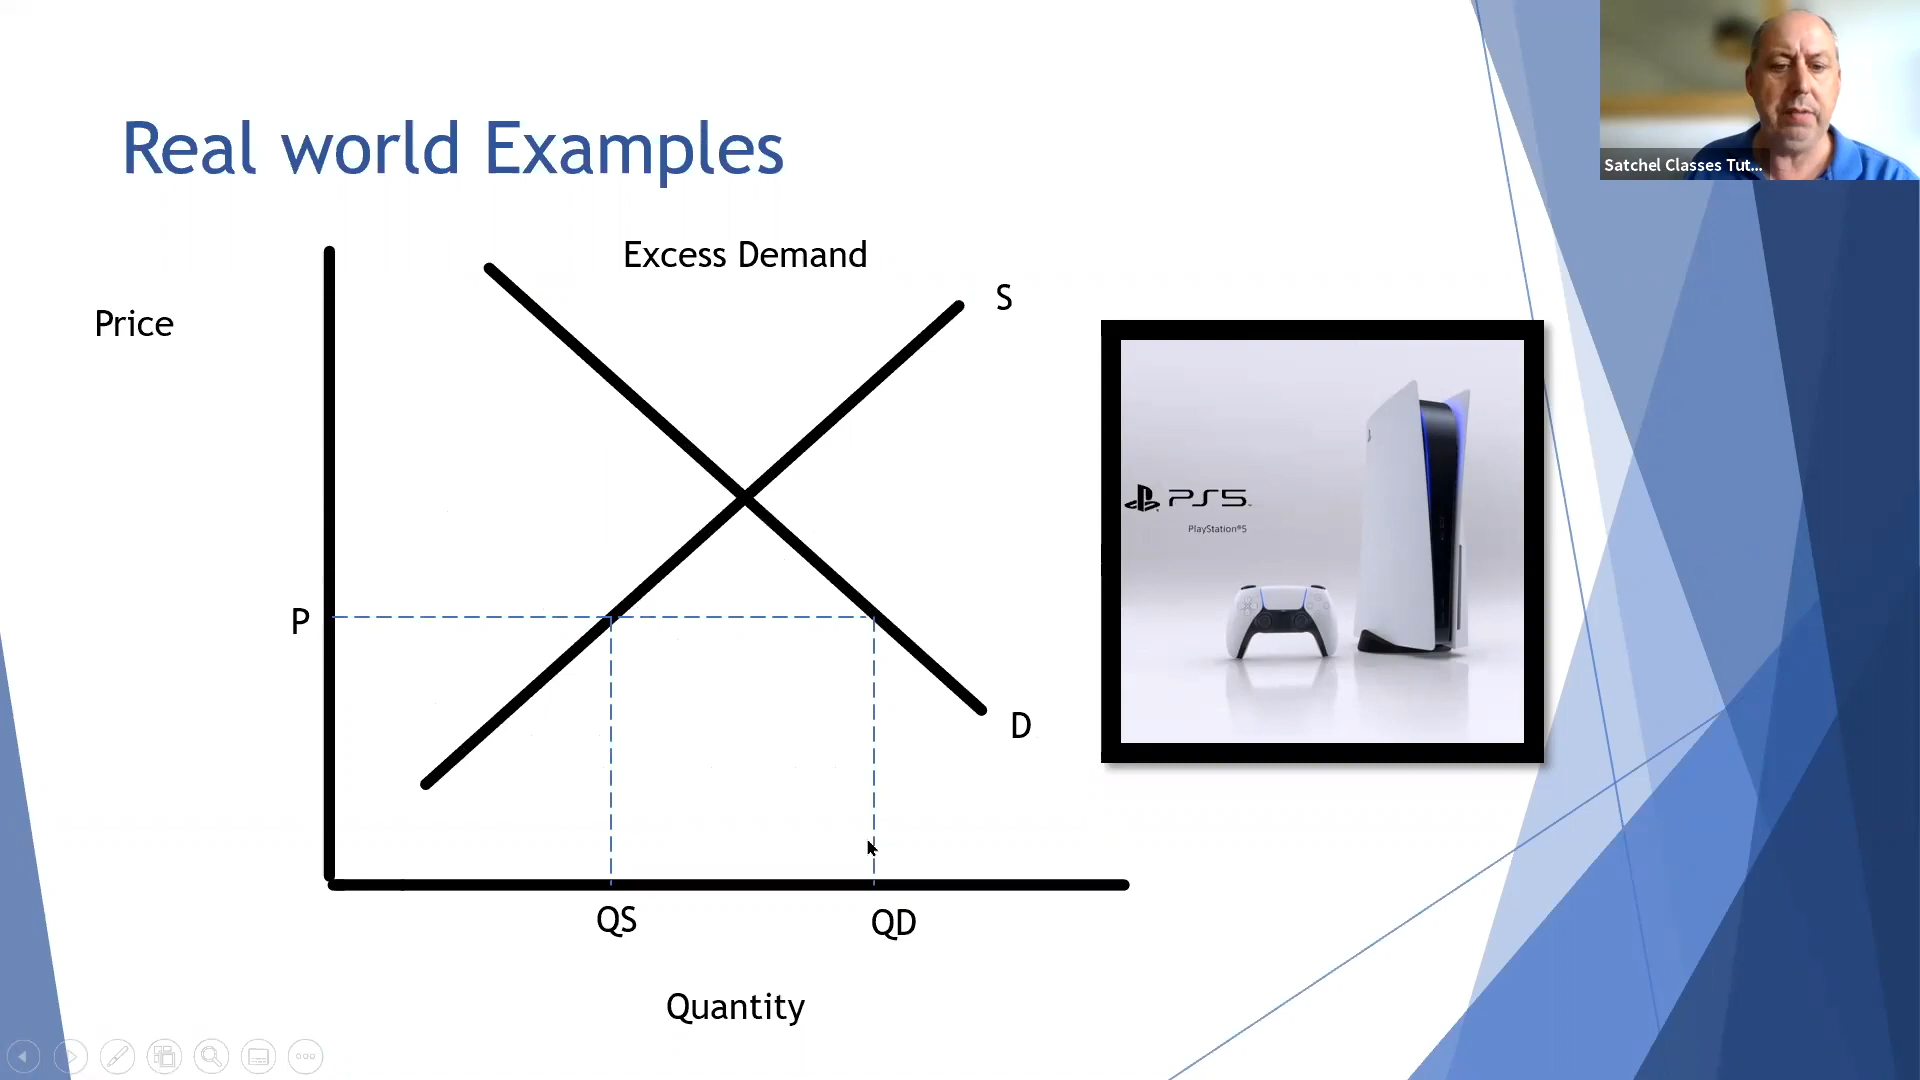 Real world Examples
Excess Demand
S
Price
PS5
PlayStation®5
P
D
QS
QD
Quantity
Satchel Classes Tut...